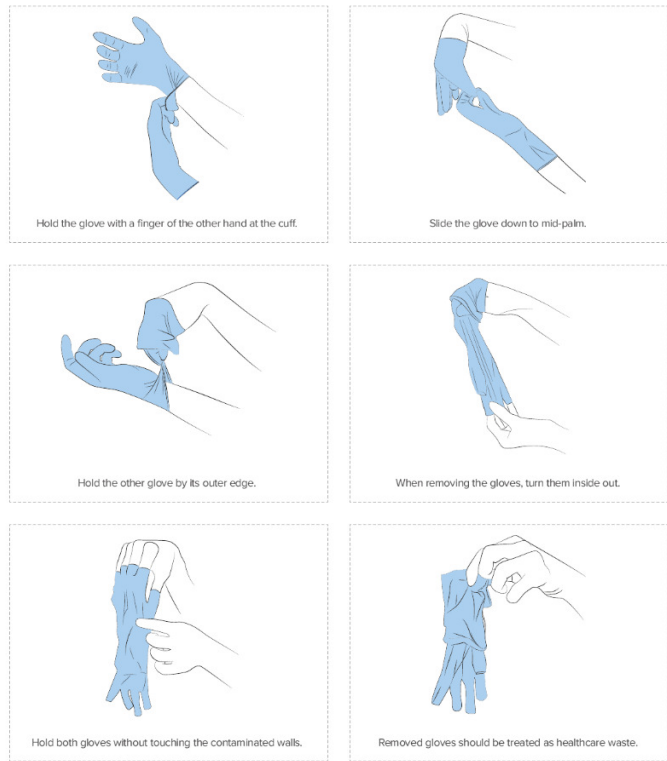 Hold the glove with a finger of the other hand at the cuff.
Slide the glove down to mid-palm.
Hold the other glove by its outer edge.
When removing the gloves, turn them inside out.
Hold both gloves without touching the contaminated walls.
Removed gloves should be treated as healthcare waste.